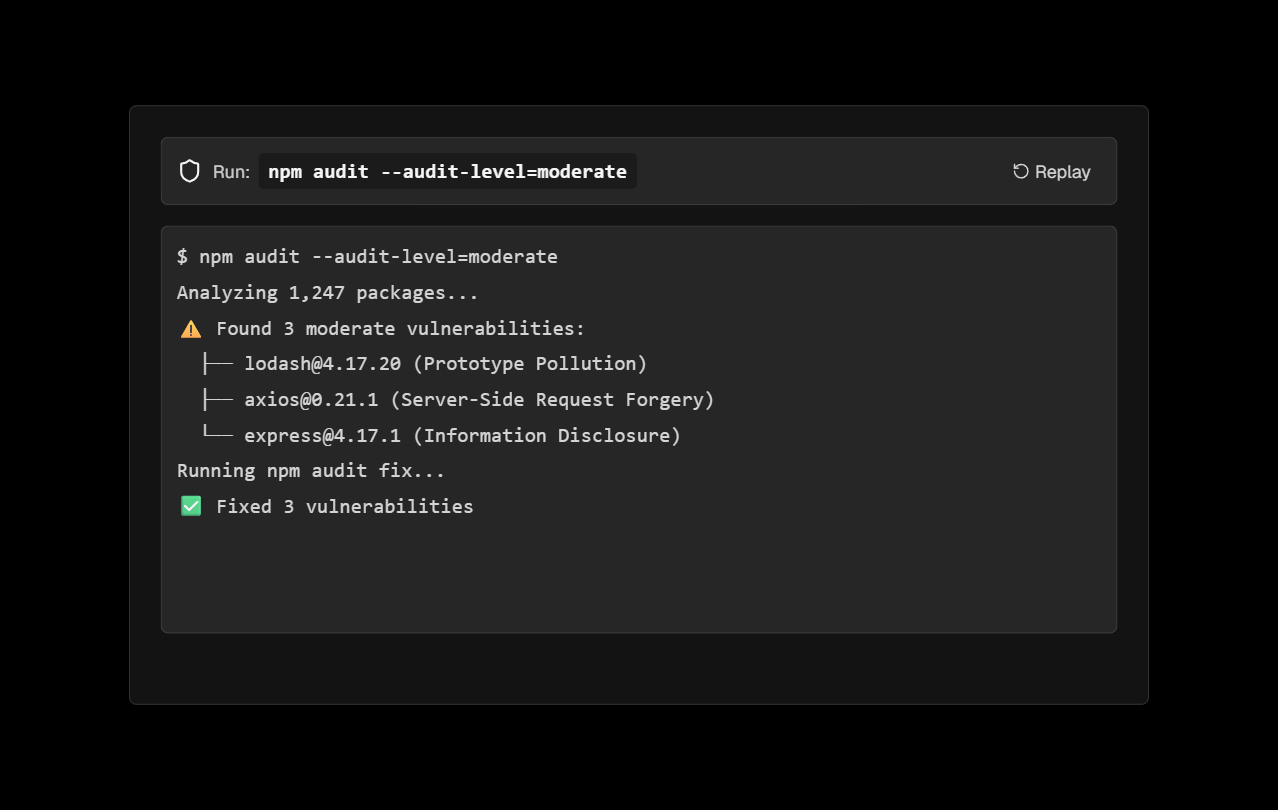 Run: npm audit --audit-level=moderate Replay
$ npm audit --audit-level=moderate
Analyzing 1,247 packages...
⚠️ Found 3 moderate vulnerabilities:
├── lodash@4.17.20 (Prototype Pollution)
├── axios@0.21.1 (Server-Side Request Forgery)
└── express@4.17.1 (Information Disclosure)
Running npm audit fix...
✅ Fixed 3 vulnerabilities